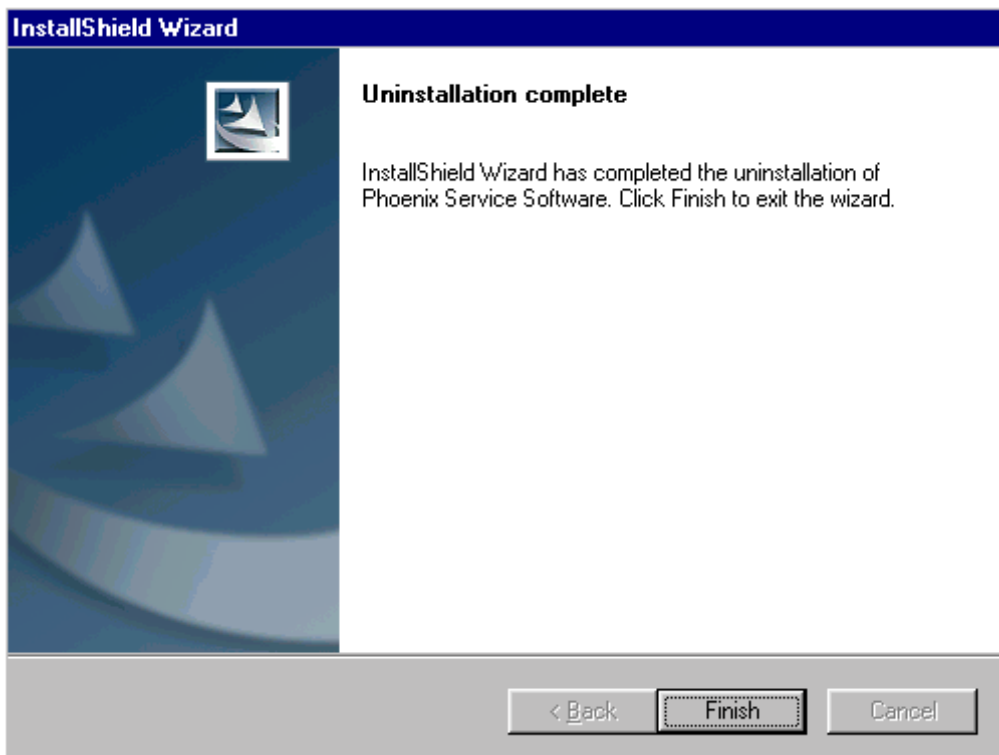 InstallShield Wizard
Uninstallation complete
InstallShield Wizard has completed the uninstallation of
Phoenix Service Software. Click Finish to exit the wizard.
< Back
Finish
Cancel